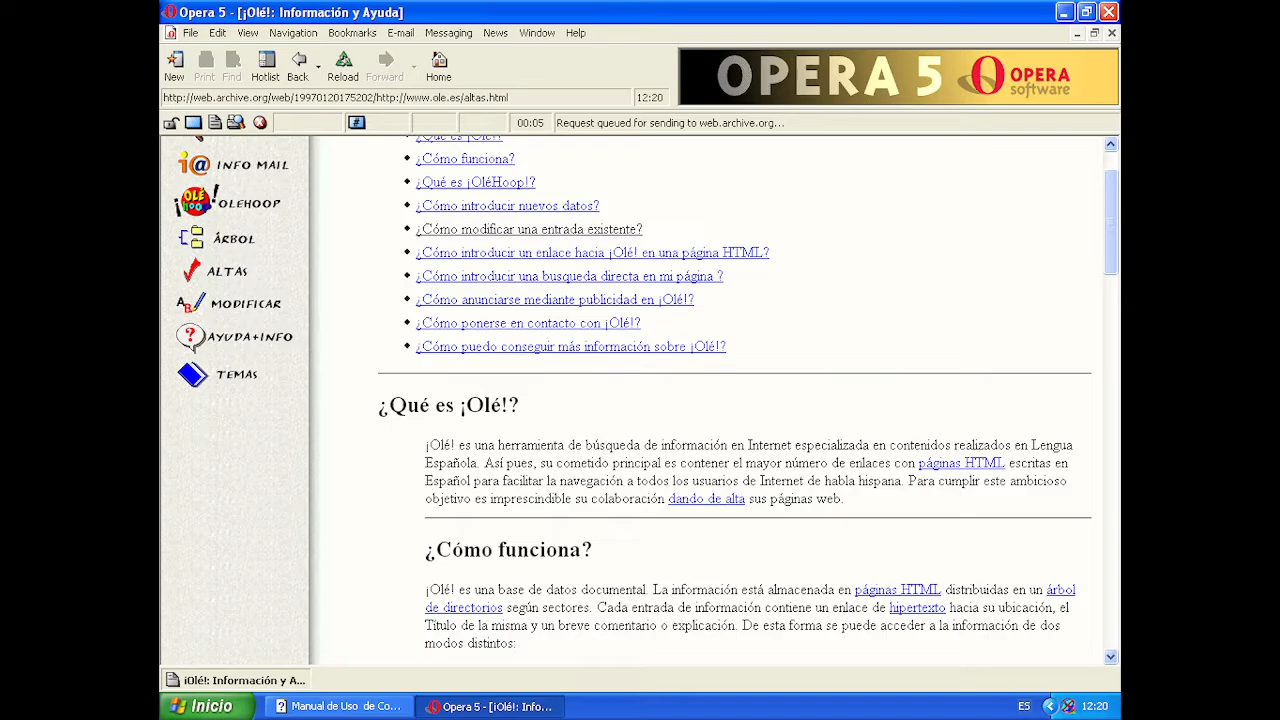 Opera 5 - [¡Olé!: Información y Ayuda]
File Edit View Navigation Bookmarks E-mail Messaging News Window Help
New Print Find Hotlist Back Reload Forward Home
OPERA 5 OPERA software
http://web.archive.org/web/19970120175202/http://www.ole.es/altas.html 12:20
00:05 Request queued for sending to web.archive.org...
INFO MAIL
¡OLÉ HOO! OLEHOOP
ÁRBOL
ALTAS
MODIFICAR
AYUDA+INFO
TEMAS
¿Qué es ¡Olé!?
¿Cómo funciona?
¿Qué es ¡OléHoop!?
¿Cómo introducir nuevos datos?
¿Cómo modificar una entrada existente?
¿Cómo introducir un enlace hacia ¡Olé! en una página HTML?
¿Cómo introducir una busqueda directa en mi página ?
¿Cómo anunciarse mediante publicidad en ¡Olé!?
¿Cómo ponerse en contacto con ¡Olé!?
¿Cómo puedo conseguir más información sobre ¡Olé!?
¿Qué es ¡Olé!?
¡Olé! es una herramienta de búsqueda de información en Internet especializada en contenidos realizados en Lengua
Española. Así pues, su cometido principal es contener el mayor número de enlaces con páginas HTML escritas en
Español para facilitar la navegación a todos los usuarios de Internet de habla hispana. Para cumplir este ambicioso
objetivo es imprescindible su colaboración dando de alta sus páginas web.
¿Cómo funciona?
¡Olé! es una base de datos documental. La información está almacenada en páginas HTML distribuidas en un árbol
de directorios según sectores. Cada entrada de información contiene un enlace de hipertexto hacia su ubicación, el
Título de la misma y un breve comentario o explicación. De esta forma se puede acceder a la información de dos
modos distintos:
¡Olé!: Información y A...
Inicio Manual de Uso de Co... Opera 5 - [¡Olé!: Info... ES 12:20